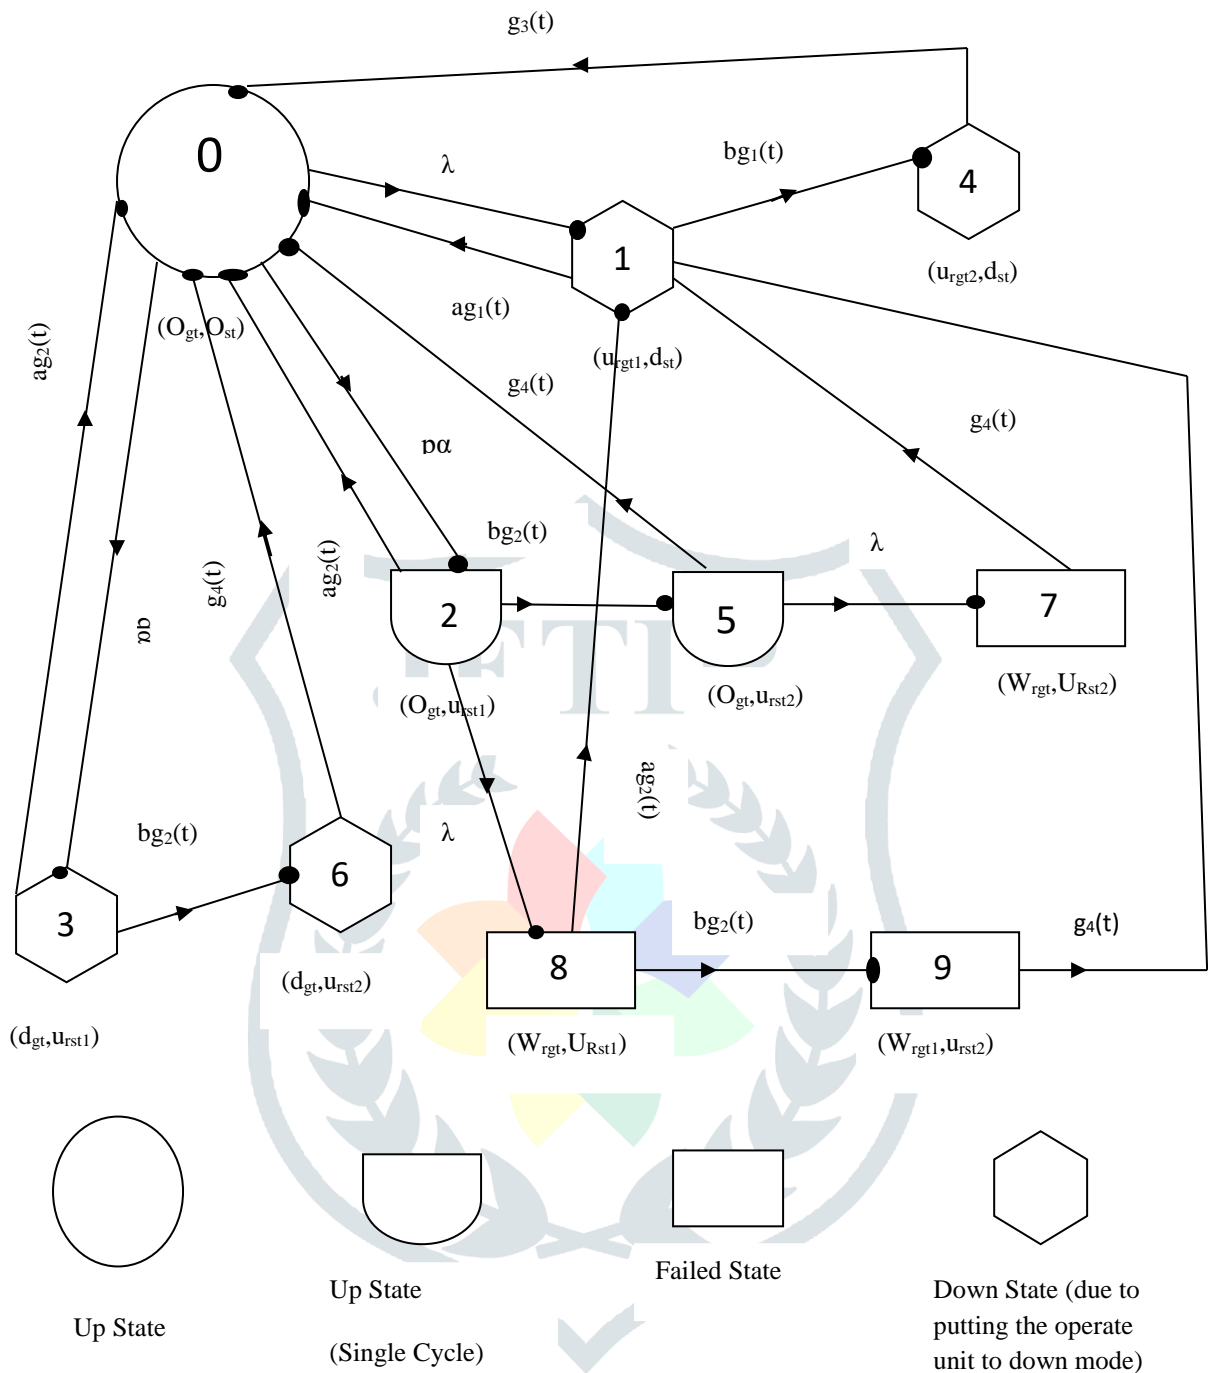 g₃(t)
0
λ
bg₁(t)
4
1
(u_rgt2,d_st)
ag₁(t)
(O_gt,O_st)
ag₂(t)
(u_rgt1,d_st)
g₄(t)
g₄(t)
pα
bg₂(t)
λ
ag₂(t)
g₄(t)
2
5
7
(O_gt,u_rst1)
(O_gt,u_rst2)
(W_rgt,U_Rst2)
ag₂(t)
bg₂(t)
λ
6
3
8
bg₂(t)
9
g₄(t)
(d_gt,u_rst2)
(d_gt,u_rst1)
(W_rgt,U_Rst1)
(W_rgt1,u_rst2)
Up State
Up State
(Single Cycle)
Failed State
Down State (due to
putting the operate
unit to down mode)